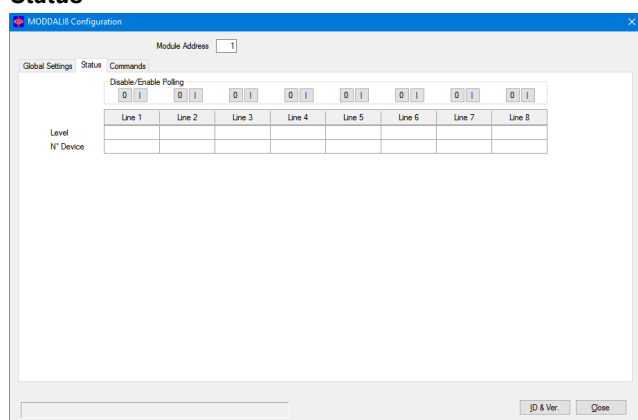 Status
MODDALI8 Configuration
Module Address 1
Global Settings Status Commands
Disable/Enable Polling
0 I 0 I 0 I 0 I 0 I 0 I 0 I 0 I
Line 1 Line 2 Line 3 Line 4 Line 5 Line 6 Line 7 Line 8
Level
N° Device
ID & Ver. Close